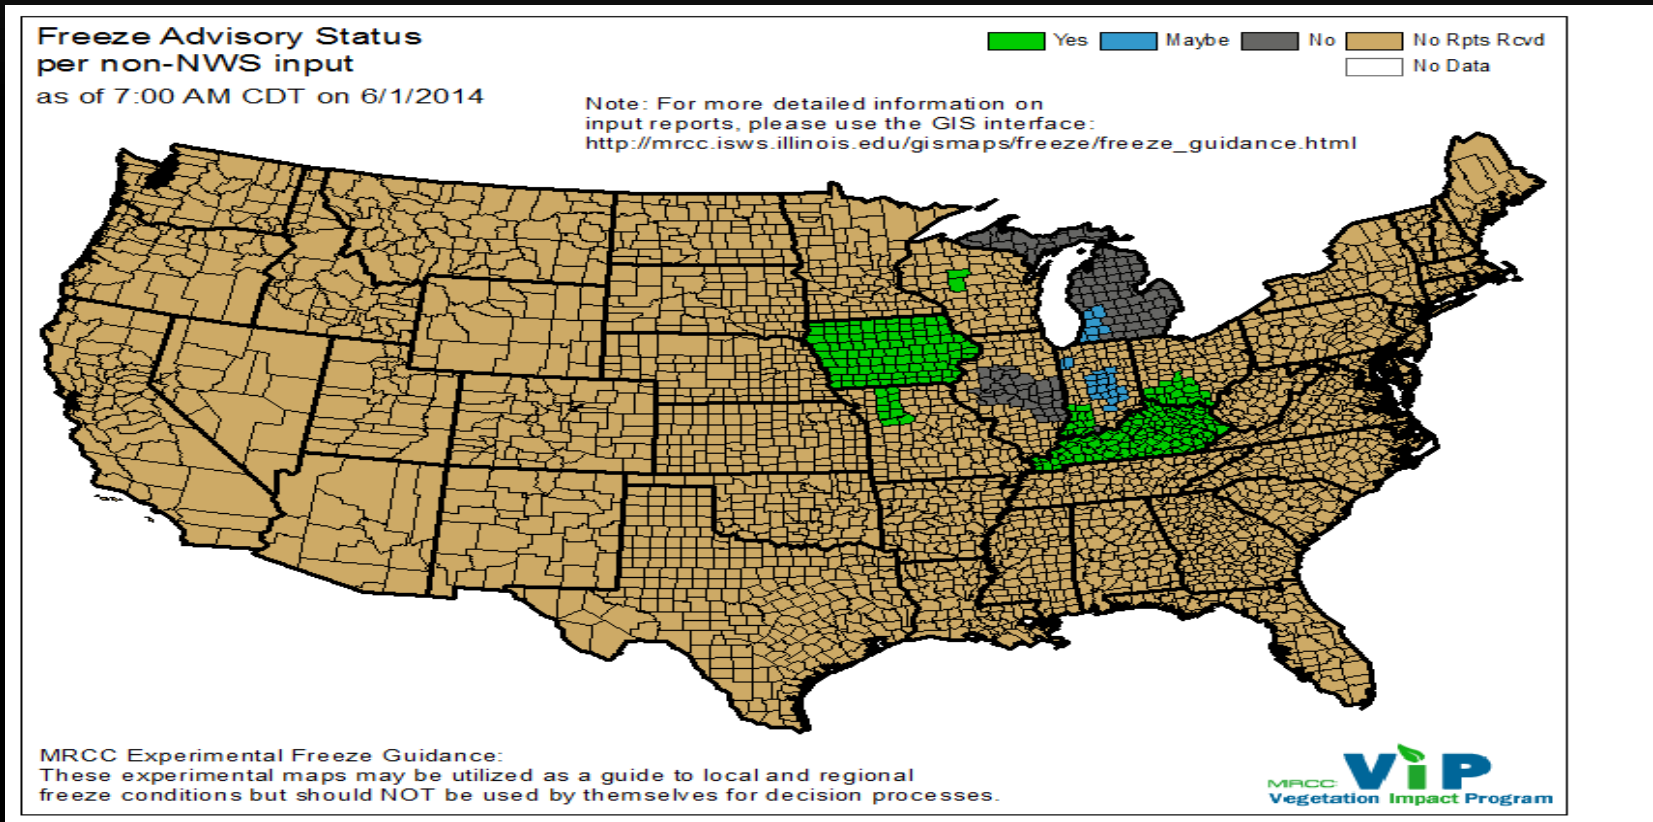 Freeze Advisory Status
per non-NWS input
as of 7:00 AM CDT on 6/1/2014
Yes Maybe No No Rpts Rcvd
No Data
Note: For more detailed information on
input reports, please use the GIS interface:
http://mrcc.isws.illinois.edu/gismaps/freeze/freeze_guidance.html
MRCC Experimental Freeze Guidance:
These experimental maps may be utilized as a guide to local and regional
freeze conditions but should NOT be used by themselves for decision processes.
MRCC ViP
Vegetation Impact Program